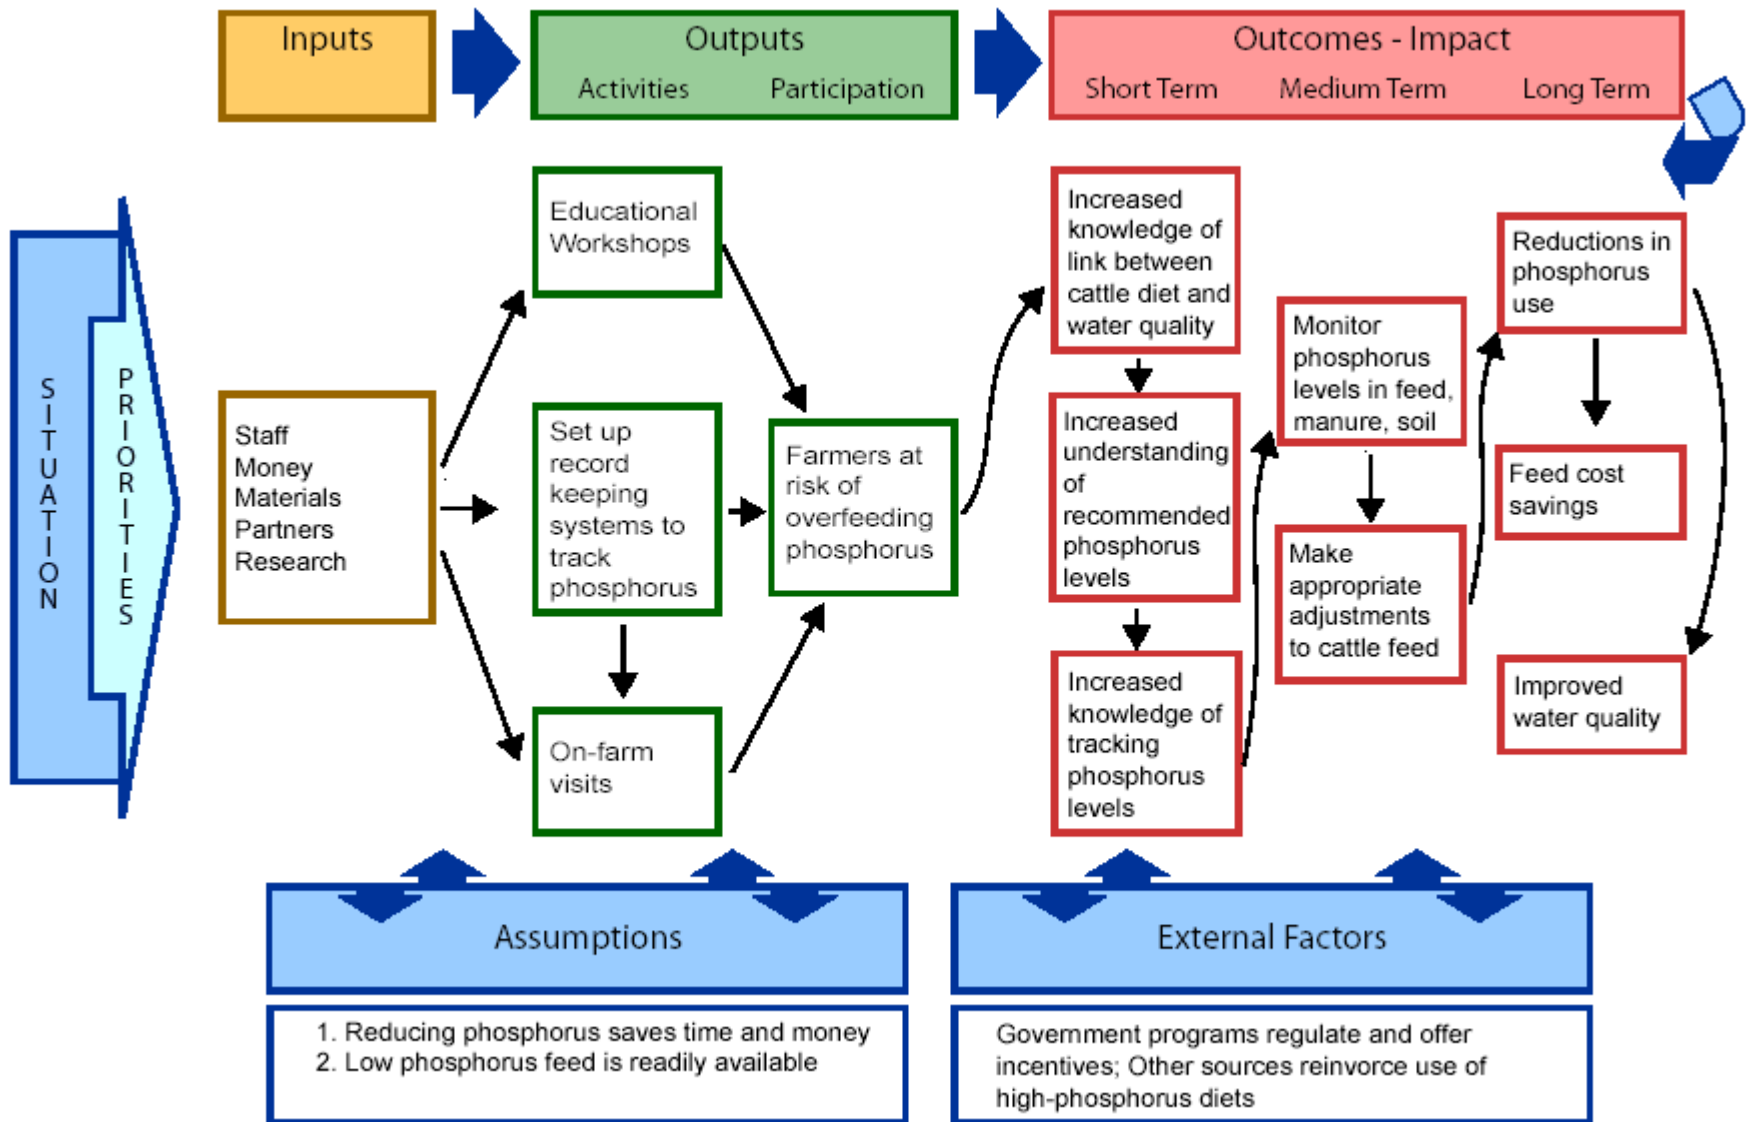 Inputs
Outputs
Activities
Participation
Outcomes - Impact
Short Term
Medium Term
Long Term
SITUATION
PRIORITIES
Staff
Money
Materials
Partners
Research
Educational
Workshops
Set up
record
keeping
systems to
track
phosphorus
On-farm
visits
Farmers at
risk of
overfeeding
phosphorus
Increased
knowledge of
link between
cattle diet and
water quality
Increased
understanding
of
recommended
phosphorus
levels
Increased
knowledge of
tracking
phosphorus
levels
Monitor
phosphorus
levels in feed,
manure, soil
Make
appropriate
adjustments
to cattle feed
Reductions in
phosphorus
use
Feed cost
savings
Improved
water quality
Assumptions
1. Reducing phosphorus saves time and money
2. Low phosphorus feed is readily available
External Factors
Government programs regulate and offer
incentives; Other sources reinvorce use of
high-phosphorus diets